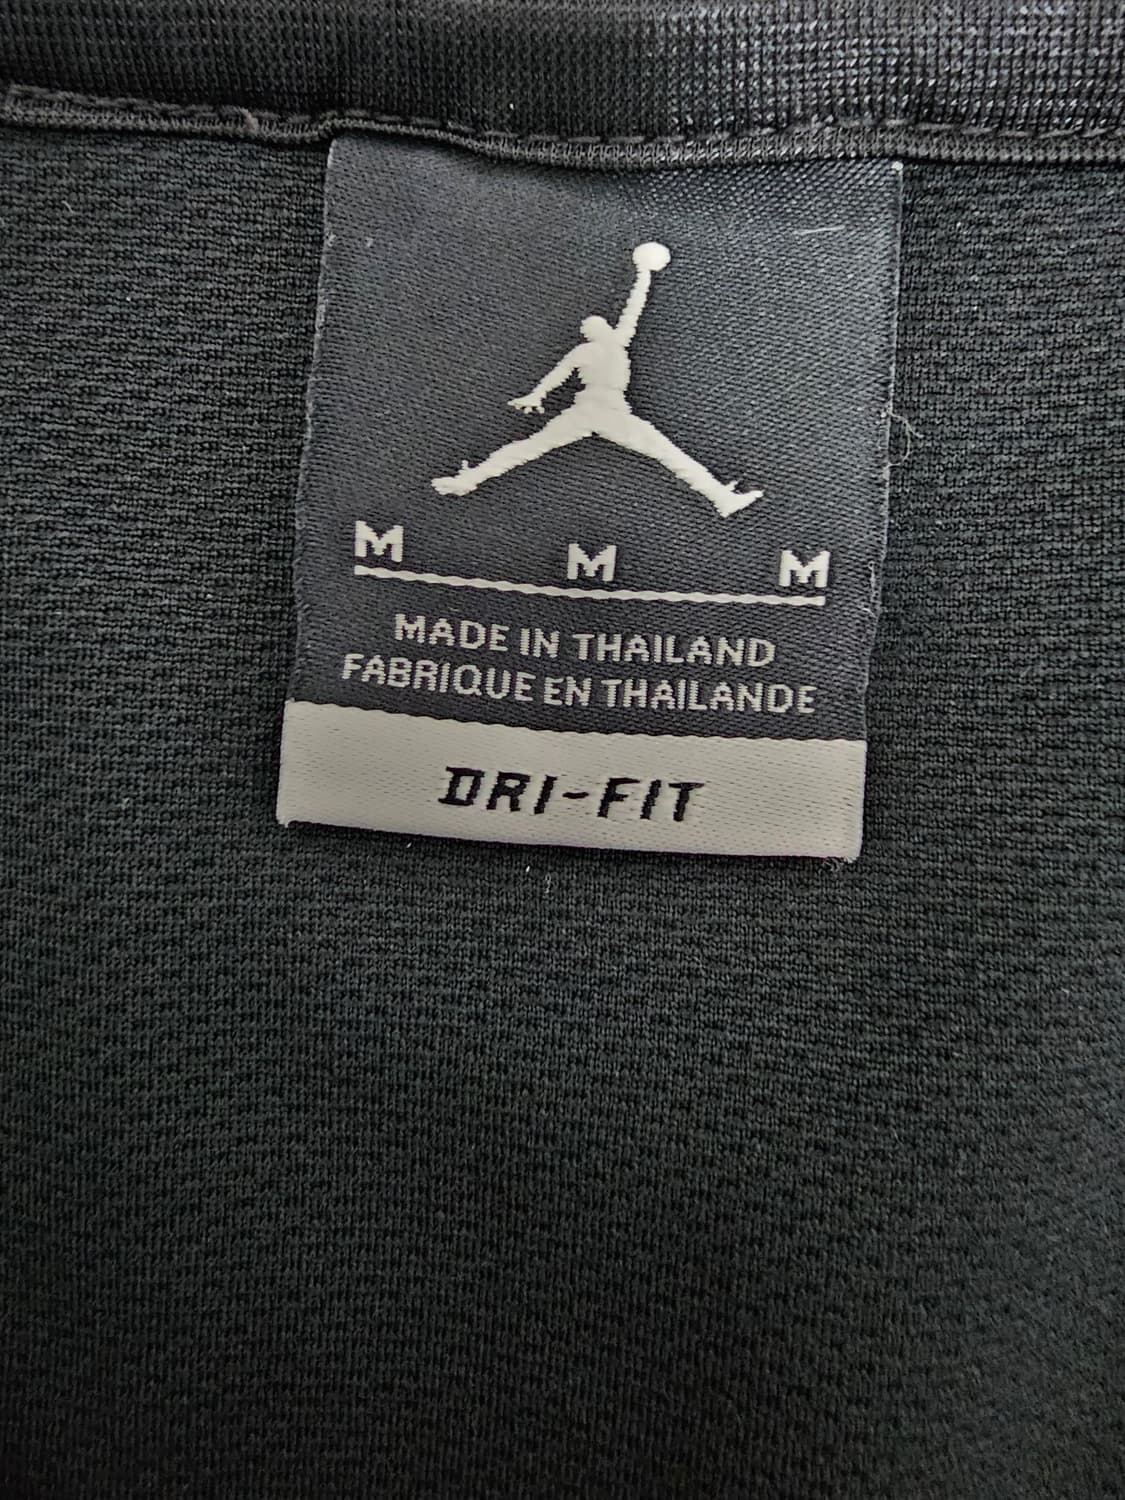 M M M
MADE IN THAILAND
FABRIQUE EN THAILANDE
DRI-FIT